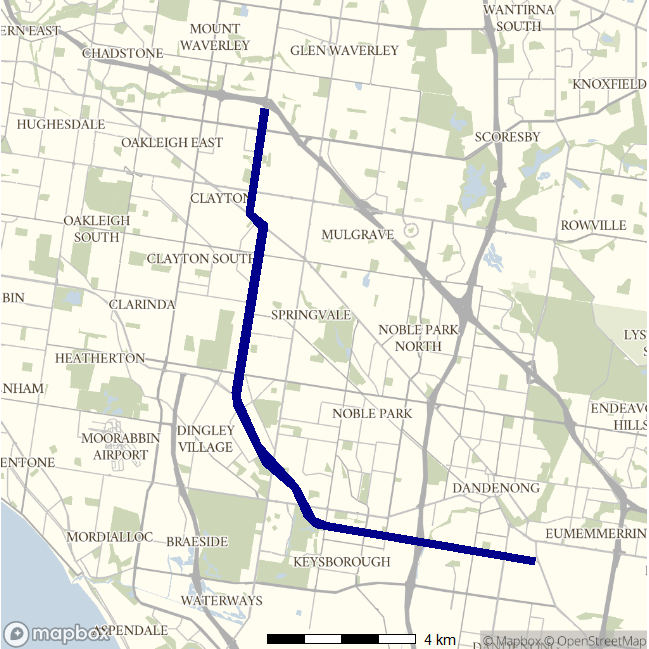 WANTIRNA
SOUTH
MOUNT
WAVERLEY
ERN EAST
CHADSTONE
GLEN WAVERLEY
KNOXFIELD
HUGHESDALE
SCORESBY
OAKLEIGH EAST
CLAYTON
OAKLEIGH
SOUTH
ROWVILLE
MULGRAVE
CLAYTON SOUTH
BIN
CLARINDA
SPRINGVALE
NOBLE PARK
NORTH
LYS
HEATHERTON
NHAM
NOBLE PARK
ENDEAVO
HILLS
DINGLEY
VILLAGE
MOORABBIN
AIRPORT
ENTONE
DANDENONG
MORDIALLOC
BRAESIDE
EUMEMMERRIN
KEYSBOROUGH
WATERWAYS
ASPENDALE
mapbox
4 km
© Mapbox © OpenStreetMap